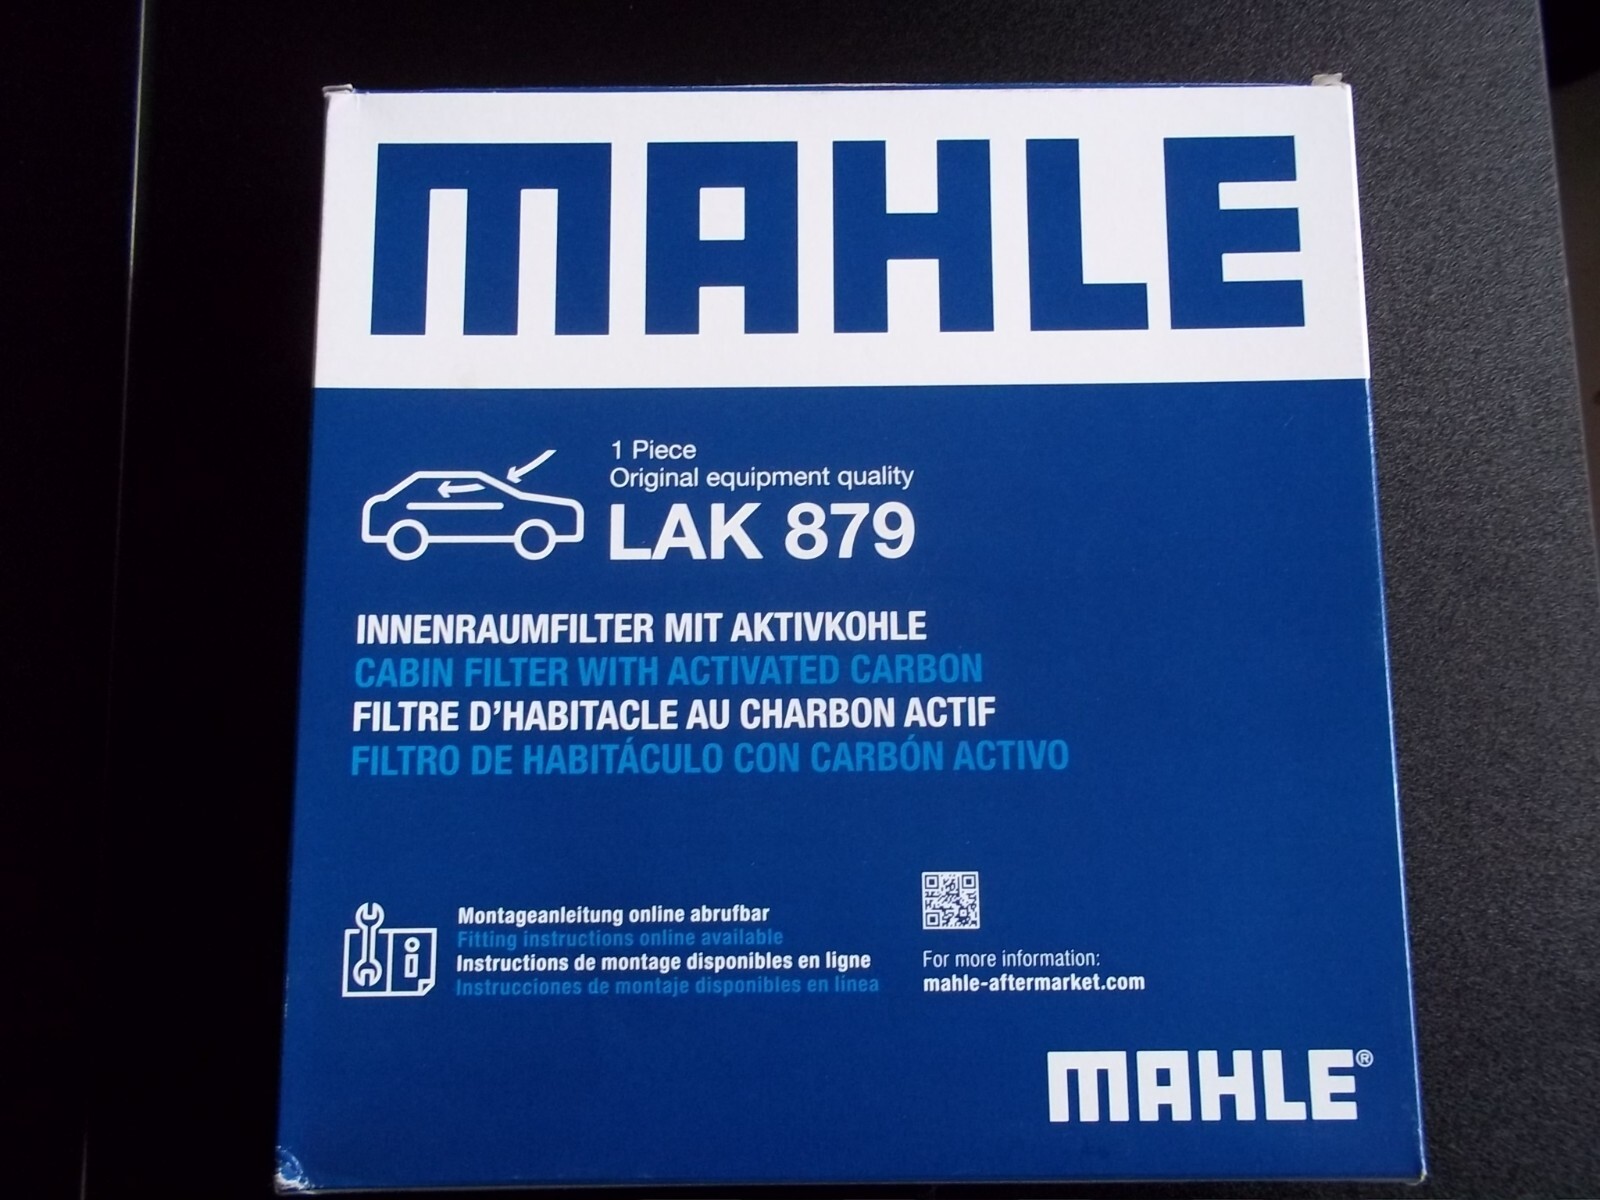 MAHLE
1 Piece
Original equipment quality
LAK 879
INNENRAUMFILTER MIT AKTIVKOHLE
CABIN FILTER WITH ACTIVATED CARBON
FILTRE D'HABITACLE AU CHARBON ACTIF
FILTRO DE HABITÁCULO CON CARBÓN ACTIVO
Montageanleitung online abrufbar
Fitting instructions online available
Instructions de montage disponibles en ligne
Instrucciones de montaje disponibles en línea
For more information:
mahle-aftermarket.com
MAHLE®